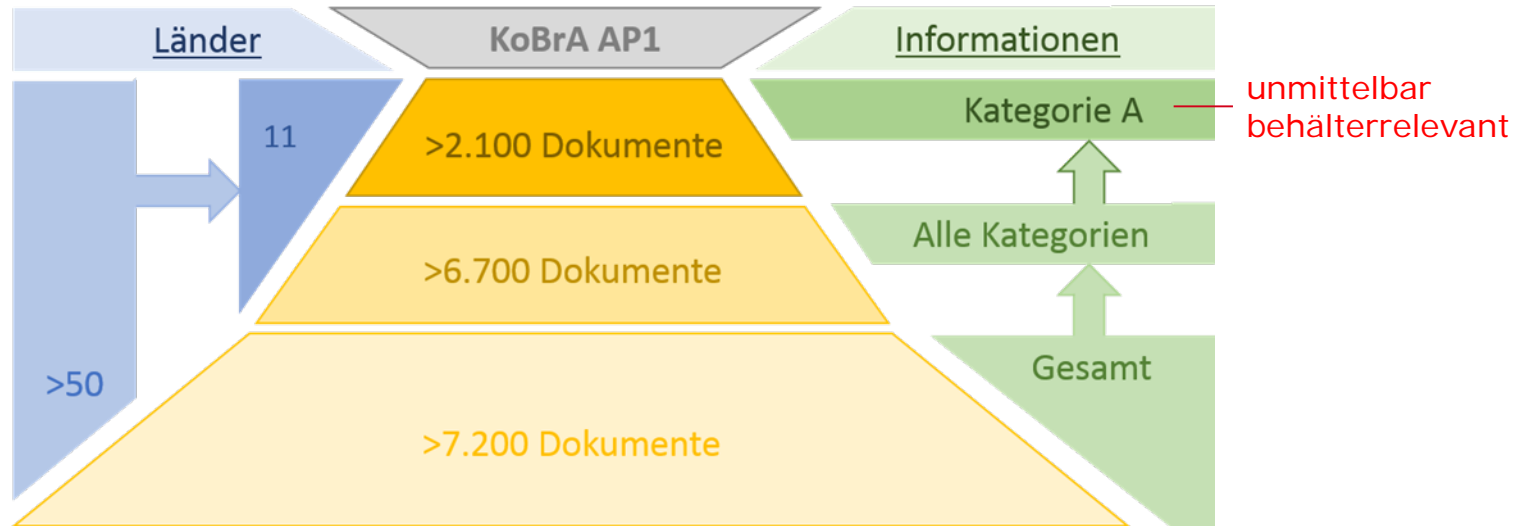 Länder
KoBrA AP1
Informationen
11
>2.100 Dokumente
Kategorie A
unmittelbar
behälterrelevant
>6.700 Dokumente
Alle Kategorien
>50
>7.200 Dokumente
Gesamt